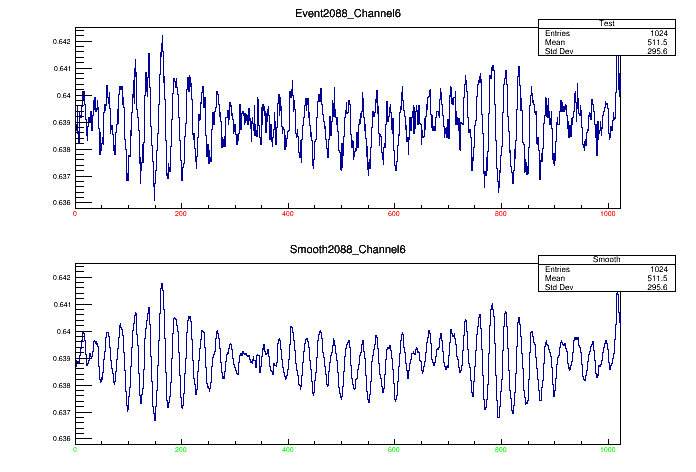 Event2088_Channel6
Test
Entries 1024
Mean 511.5
Std Dev 295.6
0.642
0.641
0.64
0.639
0.638
0.637
0.636
0 200 400 600 800 1000
Smooth2088_Channel6
Smooth
Entries 1024
Mean 511.5
Std Dev 295.6
0.642
0.641
0.64
0.639
0.638
0.637
0.636
0 200 400 600 800 1000